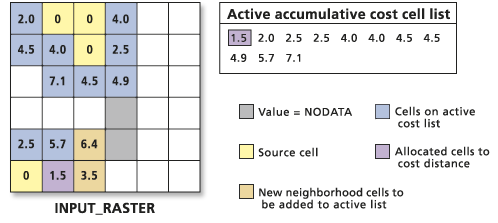 2.0 0 0 4.0
4.5 4.0 0 2.5
7.1 4.5 4.9
2.5 5.7 6.4
0 1.5 3.5
INPUT_RASTER
Active accumulative cost cell list
1.5 2.0 2.5 2.5 4.0 4.0 4.5 4.5
4.9 5.7 7.1
Value = NODATA
Cells on active
cost list
Source cell
Allocated cells to
cost distance
New neighborhood cells to
be added to active list